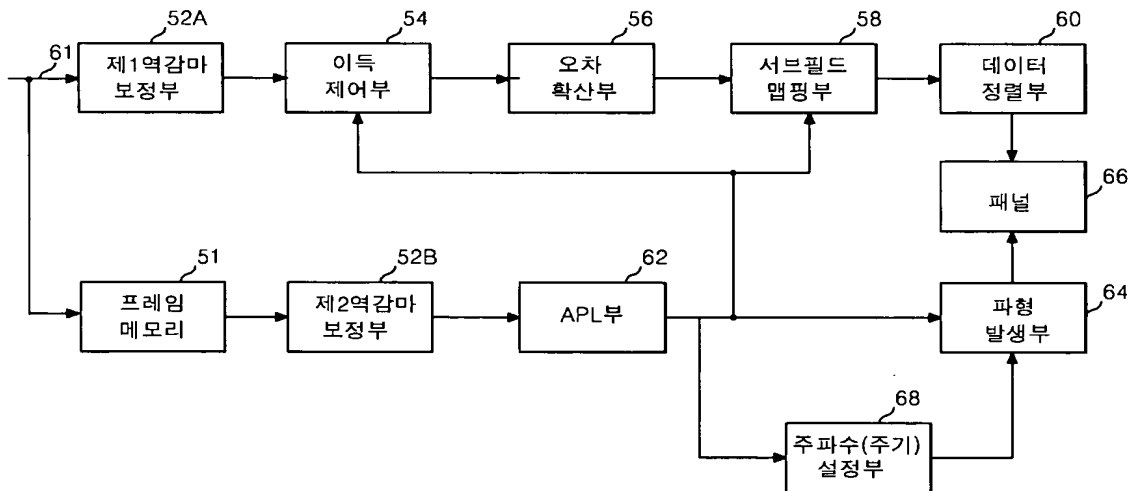 52A
54
56
58
60
61
제1역감마
보정부
이득
제어부
오차
확산부
서브필드
맵핑부
데이터
정렬부
66
패널
51
52B
62
64
프레임
메모리
제2역감마
보정부
APL부
파형
발생부
68
주파수(주기)
설정부